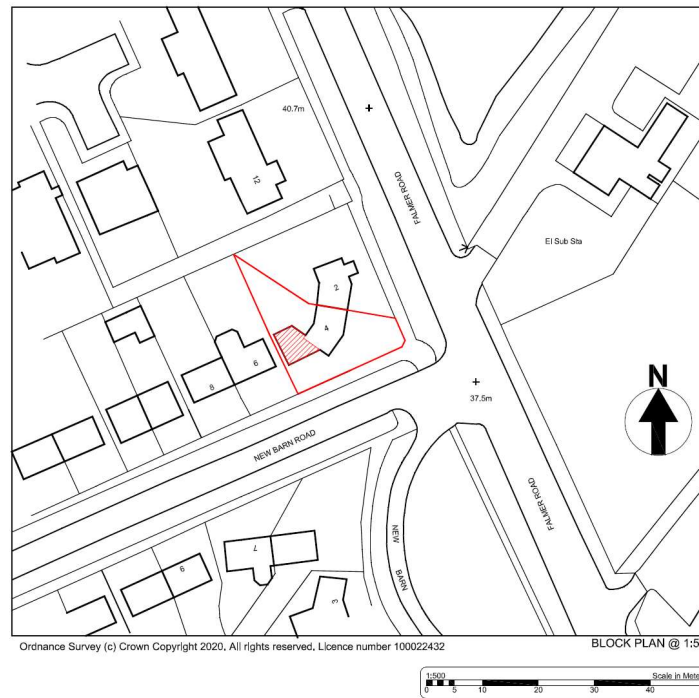 40.7m
12
FALMER ROAD
El Sub Sta
2
4
6
8
N
37.5m
NEW BARN ROAD
FALMER ROAD
NEW
BARN
7
9
3
Ordnance Survey (c) Crown Copyright 2020. All rights reserved. Licence number 100022432
BLOCK PLAN @ 1:5
1:500
Scale in Mete
0 5 10 20 30 40